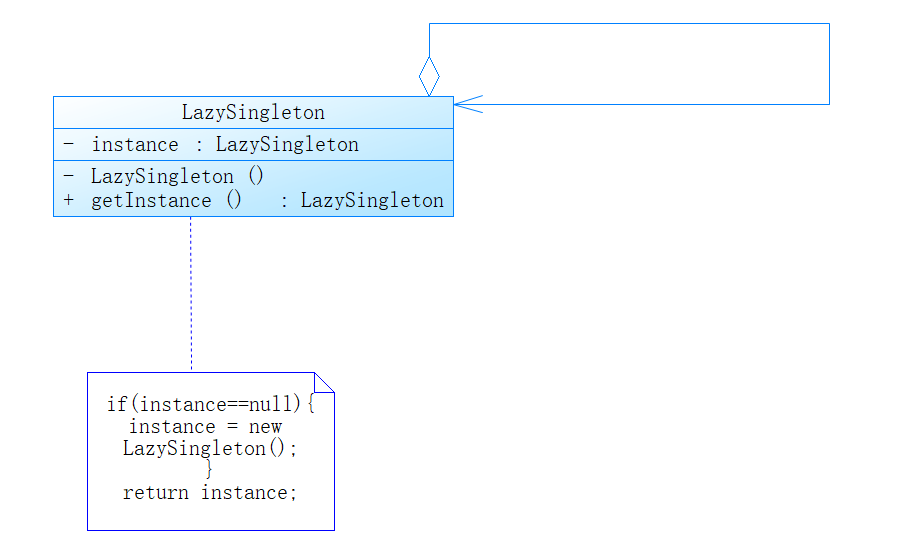 LazySingleton
- instance : LazySingleton
- LazySingleton ()
+ getInstance () : LazySingleton
if(instance==null){
instance = new
LazySingleton();
}
return instance;